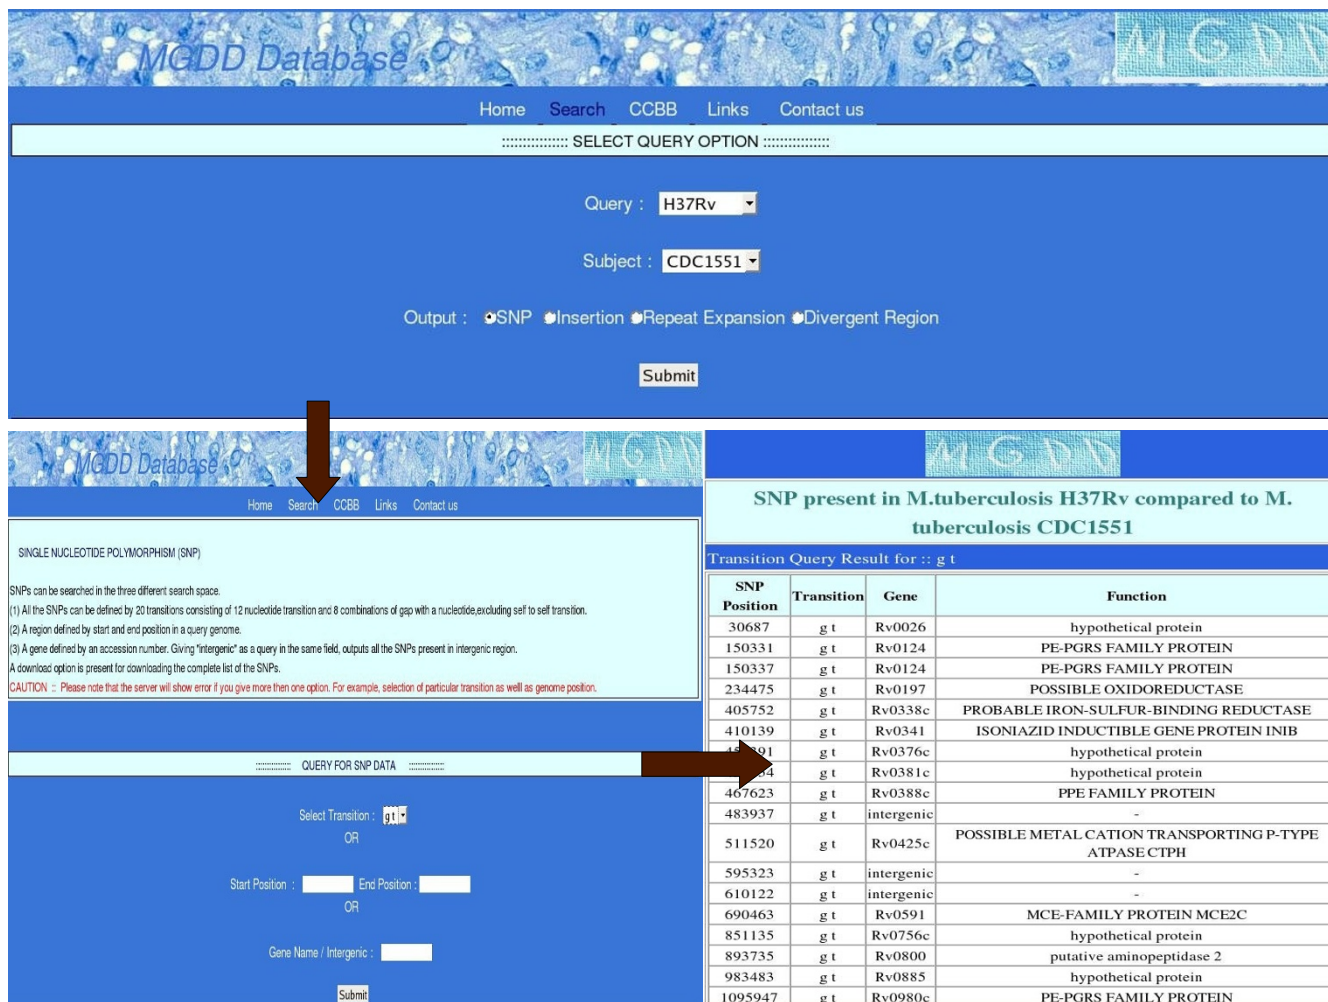 MGDD Database
MGDD
Home Search CCBB Links Contact us
:::::::::::::::: SELECT QUERY OPTION ::::::::::::::::
Query : H37Rv
Subject : CDC1551
Output : SNP Insertion Repeat Expansion Divergent Region
Submit
MGDD Database
MGDD
Home Search CCBB Links Contact us
SINGLE NUCLEOTIDE POLYMORPHISM (SNP)
SNPs can be searched in the three different search space.
(1) All the SNPs can be defined by 20 transitions consisting of 12 nucleotide transition and 8 combinations of gap with a nucleotide,excluding self to self transition.
(2) A region defined by start and end position in a query genome.
(3) A gene defined by an accession number. Giving "intergenic" as a query in the same field, outputs all the SNPs present in intergenic region.
A download option is present for downloading the complete list of the SNPs.
CAUTION :: Please note that the server will show error if you give more then one option. For example, selection of particular transition as welll as genome position.
:::::::::::::::: QUERY FOR SNP DATA ::::::::::::::::
Select Transition : g t
OR
Start Position : End Position :
OR
Gene Name / Intergenic :
Submit
MGDD
SNP present in M.tuberculosis H37Rv compared to M.
tuberculosis CDC1551
Transition Query Result for :: g t
SNP Position Transition Gene Function
30687 g t Rv0026 hypothetical protein
150331 g t Rv0124 PE-PGRS FAMILY PROTEIN
150337 g t Rv0124 PE-PGRS FAMILY PROTEIN
234475 g t Rv0197 POSSIBLE OXIDOREDUCTASE
405752 g t Rv0338c PROBABLE IRON-SULFUR-BINDING REDUCTASE
410139 g t Rv0341 ISONIAZID INDUCTIBLE GENE PROTEIN INIB
g t Rv0376c hypothetical protein
g t Rv0381c hypothetical protein
467623 g t Rv0388c PPE FAMILY PROTEIN
483937 g t intergenic -
511520 g t Rv0425c POSSIBLE METAL CATION TRANSPORTING P-TYPE
ATPASE CTPH
595323 g t intergenic -
610122 g t intergenic -
690463 g t Rv0591 MCE-FAMILY PROTEIN MCE2C
851135 g t Rv0756c hypothetical protein
893735 g t Rv0800 putative aminopeptidase 2
983483 g t Rv0885 hypothetical protein
1095947 g t Rv0980c PE-PGRS FAMILY PROTEIN